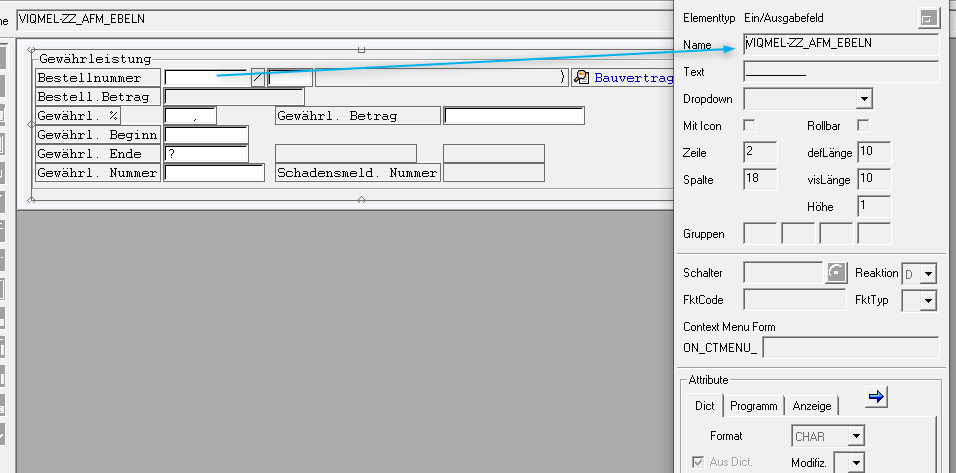 ne VIQMEL-ZZ_AFM_EBELN
Gewährleistung
Bestellnummer / ) Bauvertrag
Bestell.Betrag
Gewährl. % , Gewährl. Betrag
Gewährl. Beginn
Gewährl. Ende ?
Gewährl. Nummer Schadensmeld. Nummer
Elementtyp Ein/Ausgabefeld
Name VIQMEL-ZZ_AFM_EBELN
Text __________
Dropdown
Mit Icon Rollbar
Zeile 2 defLänge 10
Spalte 18 visLänge 10
Höhe 1
Gruppen
Schalter Reaktion D
FktCode FktTyp
Context Menu Form
ON_CTMENU_
Attribute
Dict Programm Anzeige
Format CHAR
Aus Dict. Modifiz.